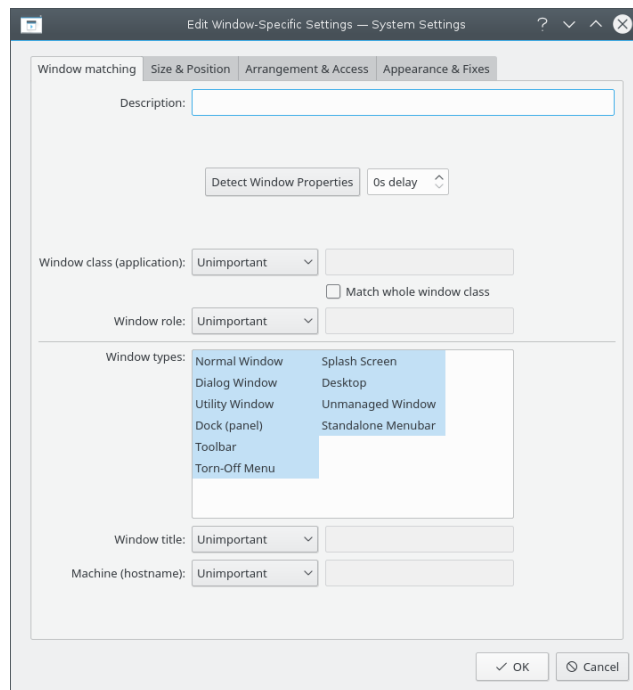 Edit Window-Specific Settings — System Settings
Window matching Size & Position Arrangement & Access Appearance & Fixes
Description:
Detect Window Properties 0s delay
Window class (application): Unimportant
Match whole window class
Window role: Unimportant
Window types:
Normal Window Splash Screen
Dialog Window Desktop
Utility Window Unmanaged Window
Dock (panel) Standalone Menubar
Toolbar
Torn-Off Menu
Window title: Unimportant
Machine (hostname): Unimportant
OK Cancel